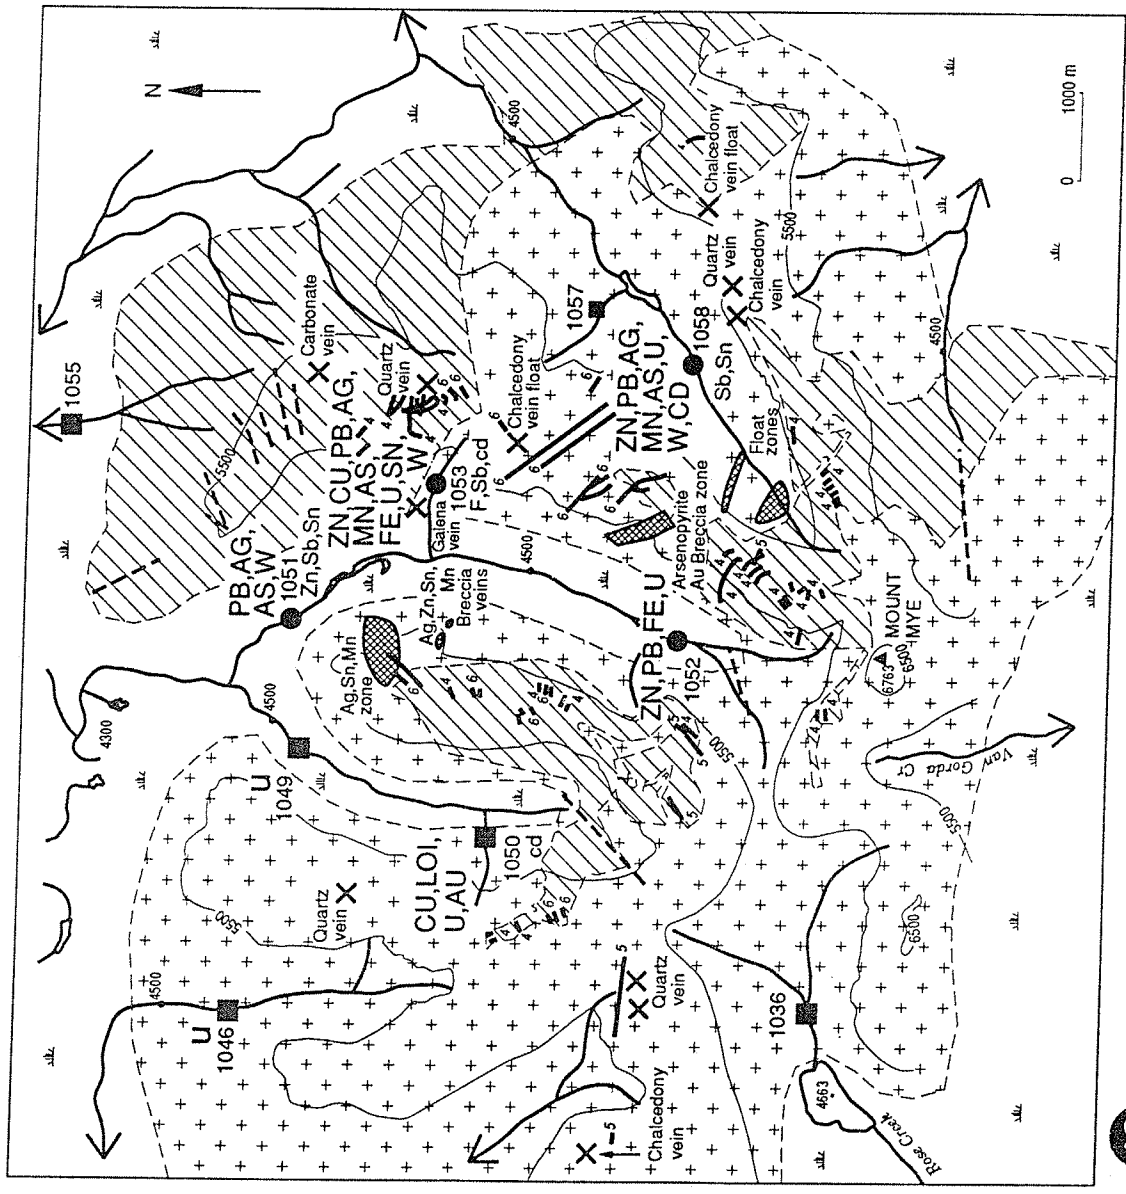 N
1000 m
0
4500
Chalcedony
vein float
Quartz
vein
Chalcedony
vein
5500
4500
1055
Carbonate
vein
Quartz
vein
Chalcedony
vein float
1057
1058
Sb,Sn
ZN,PB,AG,
MN,AS,U,
W,CD
Float
zones
5500
ZN,CU,PB,AG,
MN,AS,
FE,U,SN,
W,
1053
F,Sb,cd
Galena
vein
PB,AG,
AS,W
1051
Zn,Sb,Sn
Arsenopyrite
Au Breccia zone
4500
Ag,Zn,Sn,
Mn
Breccia
veins
Ag,Sn,Mn
zone
ZN,PB,FE,U
1052
MOUNT
MYE
6763
6500
4300
4500
U
1049
5500
Van Gorda Cr
5500
CU,LOI,
U,AU
1050
cd
Quartz
vein
5500
6500
4500
U
1046
5
Quartz
vein
1036
5
Chalcedony
vein
4663
Rose Creek